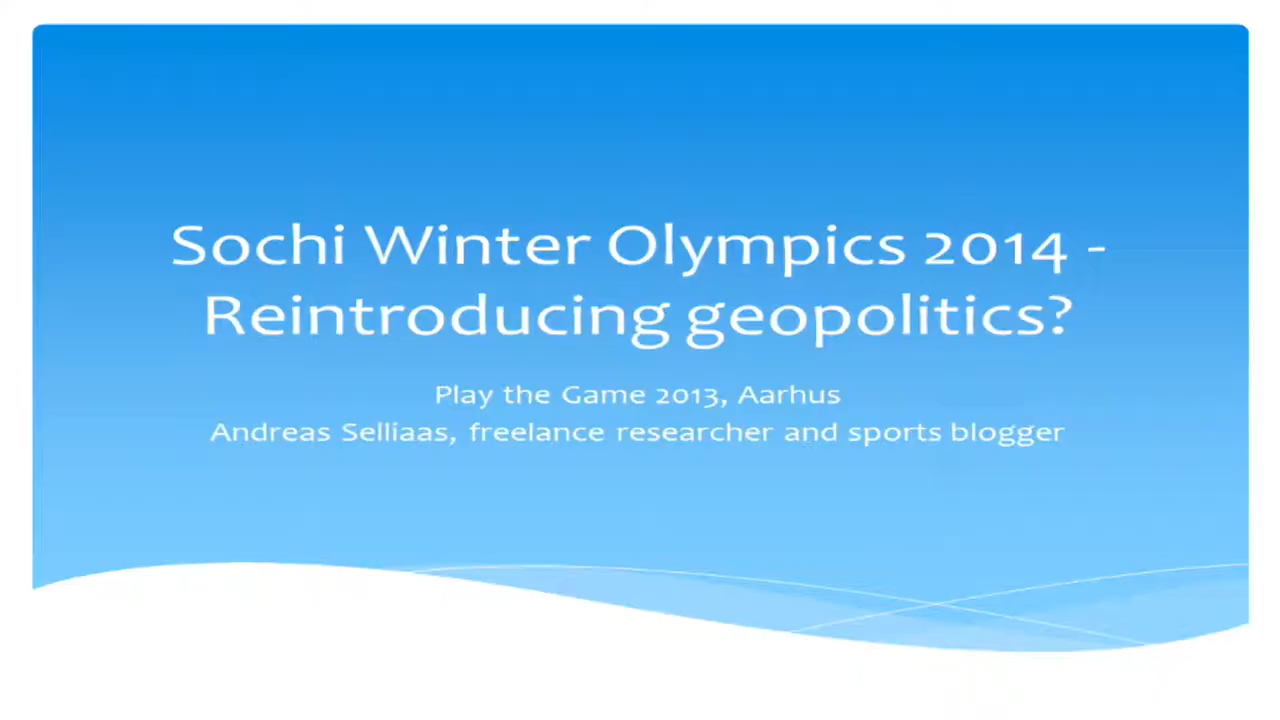 Sochi Winter Olympics 2014 -
Reintroducing geopolitics?
Play the Game 2013, Aarhus
Andreas Selliaas, freelance researcher and sports blogger